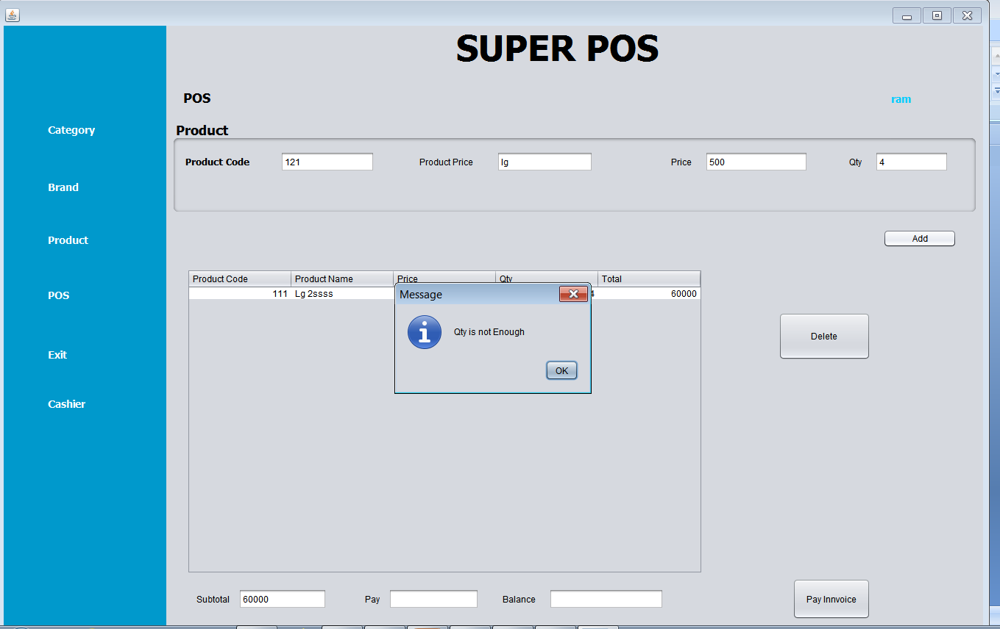 SUPER POS
POS
ram
Category
Product
Product Code 121 Product Price lg Price 500 Qty 4
Brand
Product
Add
Product Code Product Name Price Qty Total
111 Lg 2ssss 4 60000
POS
Message
Qty is not Enough
Delete
Exit
OK
Cashier
Subtotal 60000 Pay Balance
Pay Innvoice